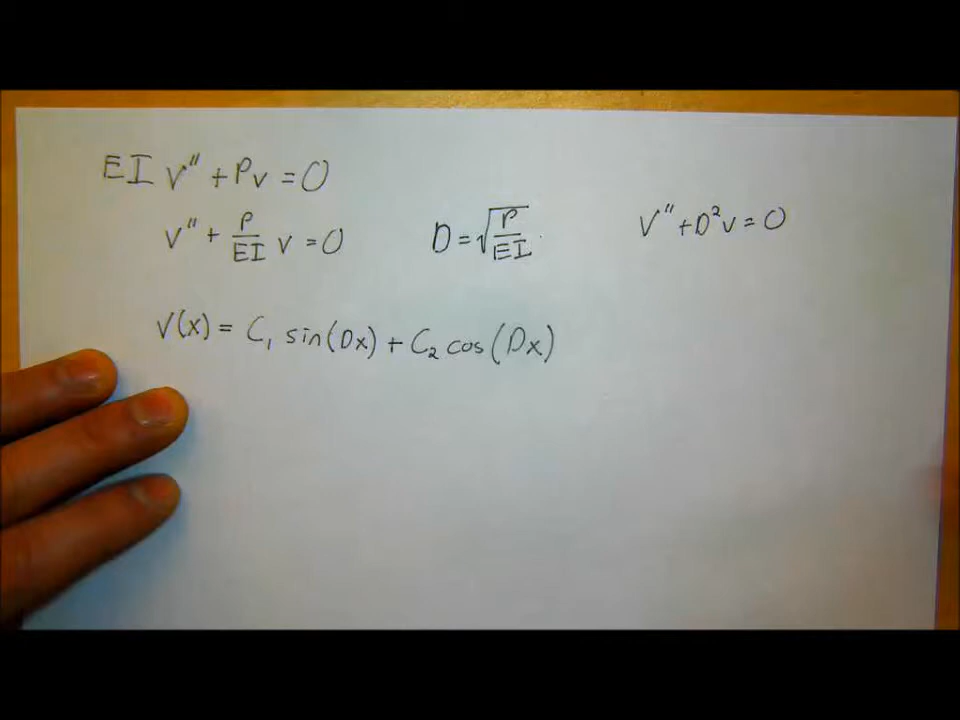 EI v'' + Pv = 0
v'' + P/EI v = 0 D = √P/EI v'' + D²v = 0
v(x) = C₁ sin(Dx) + C₂ cos(Dx)